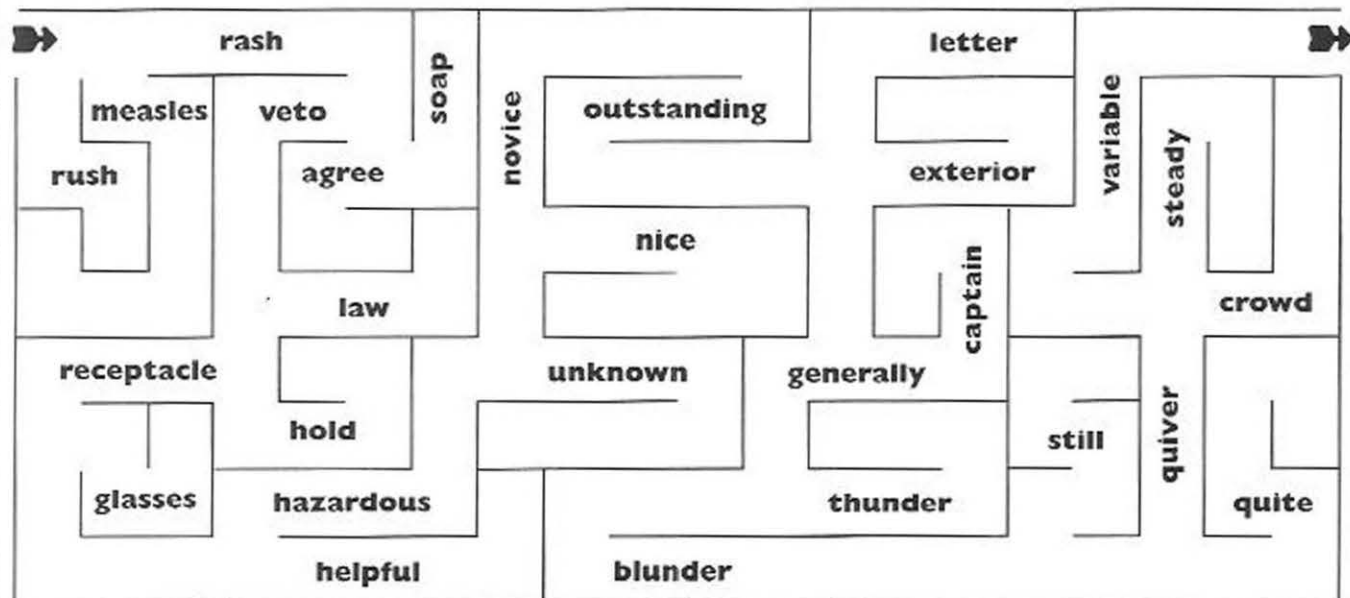 rash
letter
soap
measles
veto
novice
outstanding
variable
rush
agree
exterior
steady
nice
captain
law
crowd
receptacle
unknown
generally
hold
still
quiver
glasses
hazardous
thunder
quite
helpful
blunder